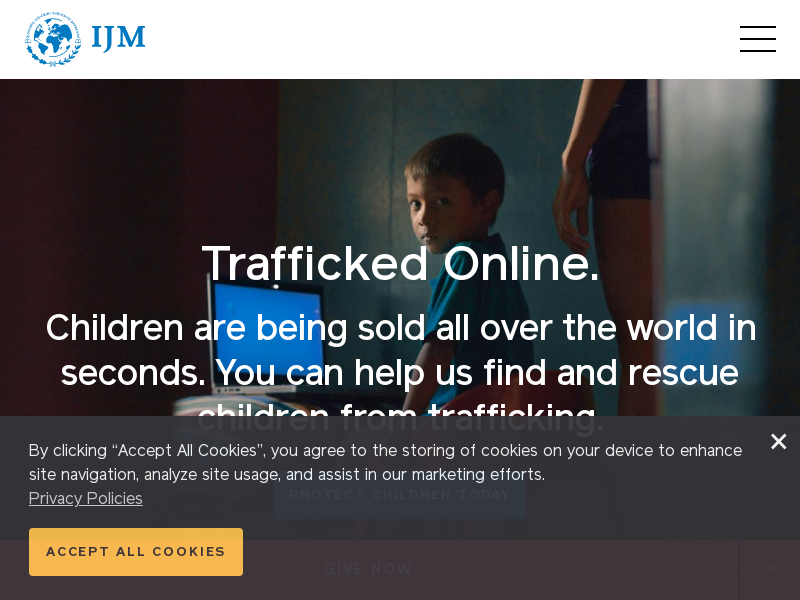 IJM
Trafficked Online.
Children are being sold all over the world in
seconds. You can help us find and rescue
children from trafficking.
By clicking “Accept All Cookies”, you agree to the storing of cookies on your device to enhance
site navigation, analyze site usage, and assist in our marketing efforts.
Privacy Policies
PROTECT CHILDREN TODAY
ACCEPT ALL COOKIES
GIVE NOW